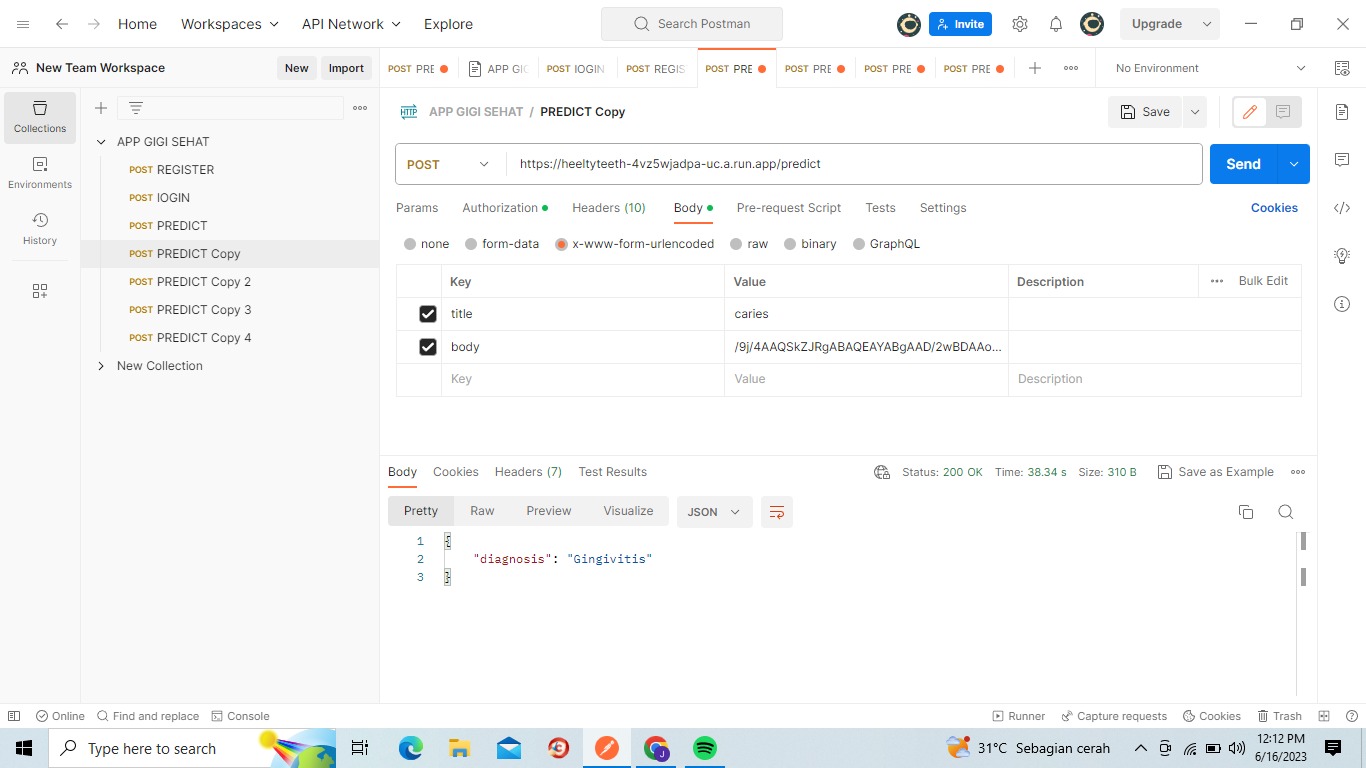 Home Workspaces API Network Explore Search Postman Invite Upgrade
New Team Workspace New Import POST PRE APP GIG POST lOGIN POST REGIS POST PRE POST PRE POST PRE POST PRE No Environment
Collections
Environments
History
APP GIGI SEHAT
POST REGISTER
POST lOGIN
POST PREDICT
POST PREDICT Copy
POST PREDICT Copy 2
POST PREDICT Copy 3
POST PREDICT Copy 4
New Collection
HTTP APP GIGI SEHAT / PREDICT Copy Save
POST https://heeltyteeth-4vz5wjadpa-uc.a.run.app/predict Send
Params Authorization Headers (10) Body Pre-request Script Tests Settings Cookies
none form-data x-www-form-urlencoded raw binary GraphQL
Key Value Description Bulk Edit
title caries
body /9j/4AAQSkZJRgABAQEAYABgAAD/2wBDAAo...
Key Value Description
Body Cookies Headers (7) Test Results Status: 200 OK Time: 38.34 s Size: 310 B Save as Example
Pretty Raw Preview Visualize JSON
1 {
2 "diagnosis": "Gingivitis"
3 }
Online Find and replace Console Runner Capture requests Cookies Trash
Type here to search 31°C Sebagian cerah 12:12 PM
6/16/2023